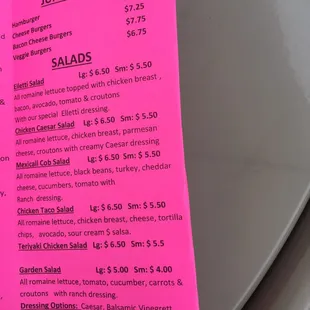 Hamburger
$7.25
Cheese Burgers
$7.75
Bacon Cheese Burgers
$6.75
Veggie Burgers
SALADS
Elletti Salad Lg: $ 6.50 Sm: $ 5.50
All romaine lettuce topped with chicken breast ,
bacon, avocado, tomato & croutons
With our special Elletti dressing.
Chicken Caesar Salad Lg: $ 6.50 Sm: $ 5.50
All romaine lettuce, chicken breast, parmesan
cheese, croutons with creamy Caesar dressing
Mexicali Cob Salad Lg: $ 6.50 Sm: $ 5.50
All romaine lettuce, black beans, turkey, cheddar
cheese, cucumbers, tomato with
Ranch dressing.
Chicken Taco Salad Lg: $ 6.50 Sm: $ 5.50
All romaine lettuce, chicken breast, cheese, tortilla
chips, avocado, sour cream $ salsa.
Teriyaki Chicken Salad Lg: $ 6.50 Sm: $ 5.5
Garden Salad Lg: $ 5.00 Sm: $ 4.00
All romaine lettuce, tomato, cucumber, carrots &
croutons with ranch dressing.
Dressing Options: Caesar, Balsamic Vinegrett